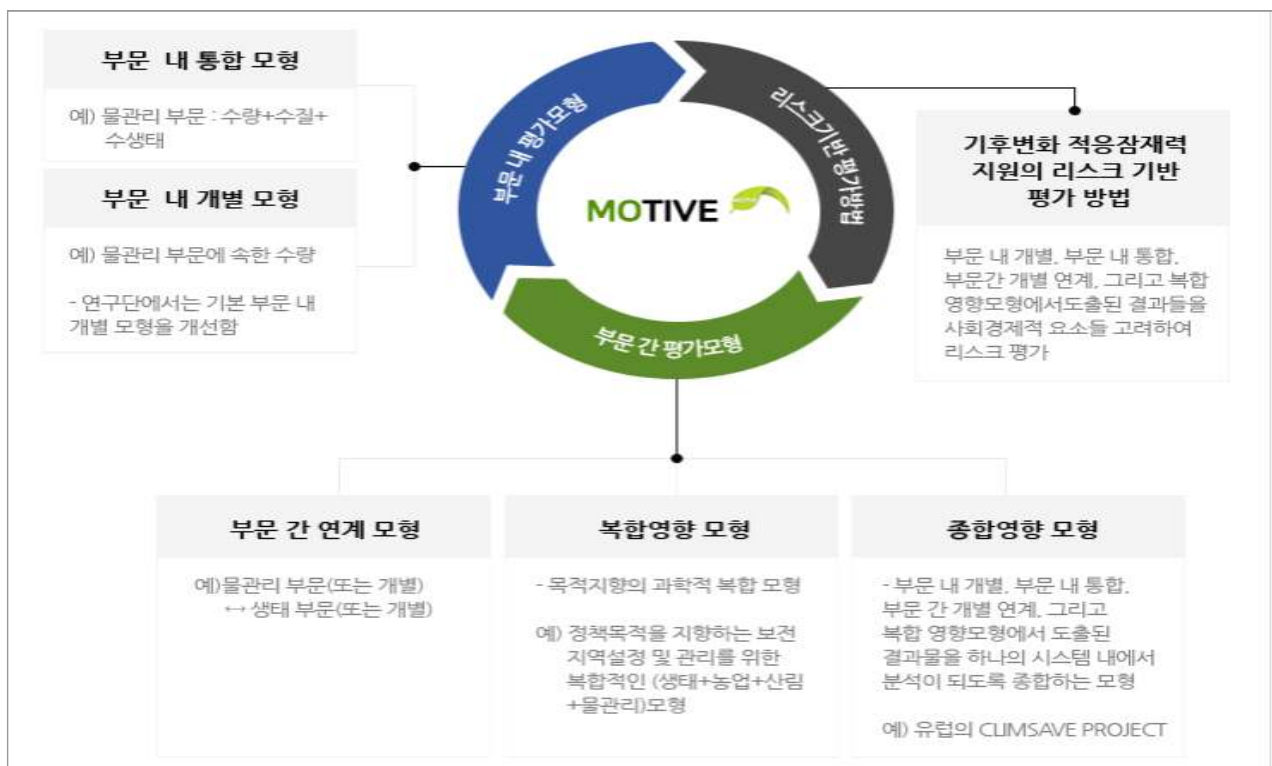 부문 내 통합 모형
예) 물관리 부문 : 수량+수질+
수생태
부문 내 개별 모형
예) 물관리 부문에 속한 수량
- 연구단에서는 기본 부문 내
개별 모형을 개선함
부문 내 평가모형
리스크기반 평가방법
MOTIVE
부문 간 평가모형
기후변화 적응잠재력
지원의 리스크 기반
평가 방법
부문 내 개별, 부문 내 통합,
부문간 개별 연계, 그리고 복합
영향모형에서도출된 결과들을
사회경제적 요소들 고려하여
리스크 평가
부문 간 연계 모형
예)물관리 부문(또는 개별)
↔ 생태 부문(또는 개별)
복합영향 모형
- 목적지향의 과학적 복합 모형
예) 정책목적을 지향하는 보전
지역설정 및 관리를 위한
복합적인 (생태+농업+산림
+물관리)모형
종합영향 모형
- 부문 내 개별, 부문 내 통합,
부문 간 개별 연계, 그리고
복합 영향모형에서 도출된
결과물을 하나의 시스템 내에서
분석이 되도록 종합하는 모형
예) 유럽의 CLIMSAVE PROJECT